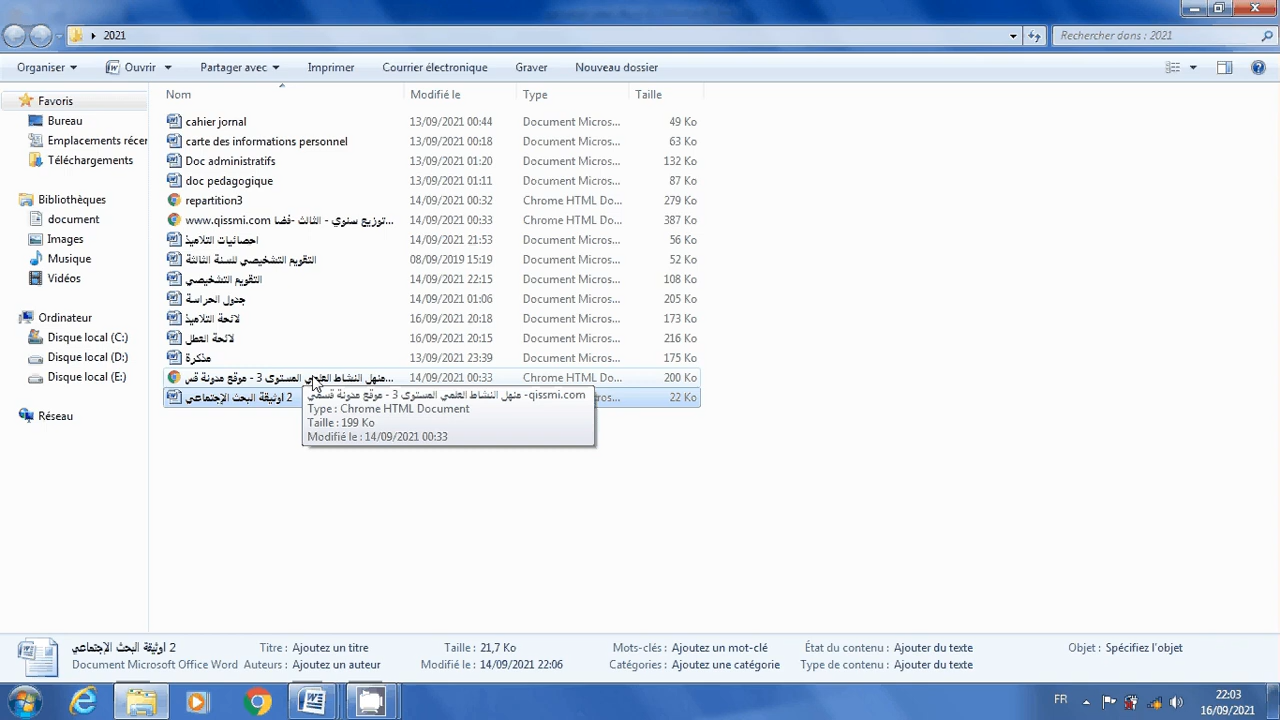 2021
Rechercher dans : 2021
Organiser
Ouvrir
Partager avec
Imprimer
Courrier électronique
Graver
Nouveau dossier
Favoris
Bureau
Emplacements récer
Téléchargements
Bibliothèques
document
Images
Musique
Vidéos
Ordinateur
Disque local (C:)
Disque local (D:)
Disque local (E:)
Réseau
Nom Modifié le Type Taille
cahier jornal 13/09/2021 00:44 Document Micros... 49 Ko
carte des informations personnel 13/09/2021 00:18 Document Micros... 63 Ko
Doc administratifs 13/09/2021 01:20 Document Micros... 132 Ko
doc pedagogique 13/09/2021 01:11 Document Micros... 87 Ko
repartition3 14/09/2021 00:32 Chrome HTML Do... 279 Ko
www.qissmi.com توزيع سنوي - الثالث -فضا... 14/09/2021 00:33 Chrome HTML Do... 387 Ko
احصائيات التلاميذ 14/09/2021 21:53 Document Micros... 56 Ko
التقويم التشخيصي للسنة الثالثة 08/09/2019 15:19 Document Micros... 52 Ko
التقويم التشخيصي 14/09/2021 22:15 Document Micros... 108 Ko
جدول الحراسة 14/09/2021 01:06 Document Micros... 205 Ko
لائحة التلاميذ 16/09/2021 20:18 Document Micros... 173 Ko
لائحة العطل 16/09/2021 20:15 Document Micros... 216 Ko
مذكرة 13/09/2021 23:39 Document Micros... 175 Ko
منهل النشاط العلمي المستوى 3 - موقع مدونة قس... 14/09/2021 00:33 Chrome HTML Do... 200 Ko
2 اوثيقة البحث الإجتماعي ros... 22 Ko
منهل النشاط العلمي المستوى 3 - موقع مدونة قسمي -qissmi.com
Type : Chrome HTML Document
Taille : 199 Ko
Modifié le : 14/09/2021 00:33
2 اوثيقة البحث الإجتماعي Titre : Ajoutez un titre Taille : 21,7 Ko Mots-clés : Ajoutez un mot-clé État du contenu : Ajouter du texte Objet : Spécifiez l'objet
Document Microsoft Office Word Auteurs : Ajoutez un auteur Modifié le : 14/09/2021 22:06 Catégories : Ajoutez une catégorie Type de contenu : Ajouter du texte
FR
22:03
16/09/2021